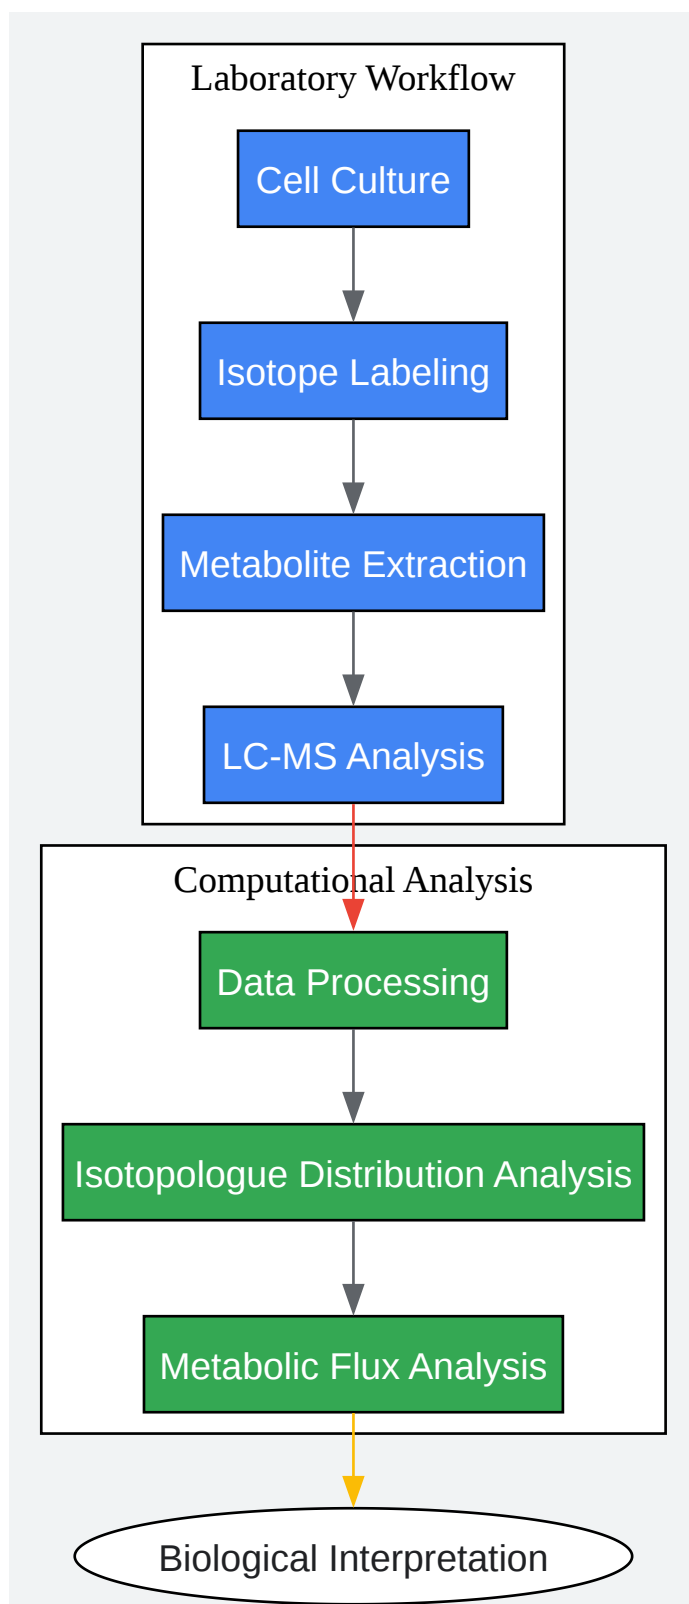 Laboratory Workflow
Cell Culture
Isotope Labeling
Metabolite Extraction
LC-MS Analysis
Computational Analysis
Data Processing
Isotopologue Distribution Analysis
Metabolic Flux Analysis
Biological Interpretation